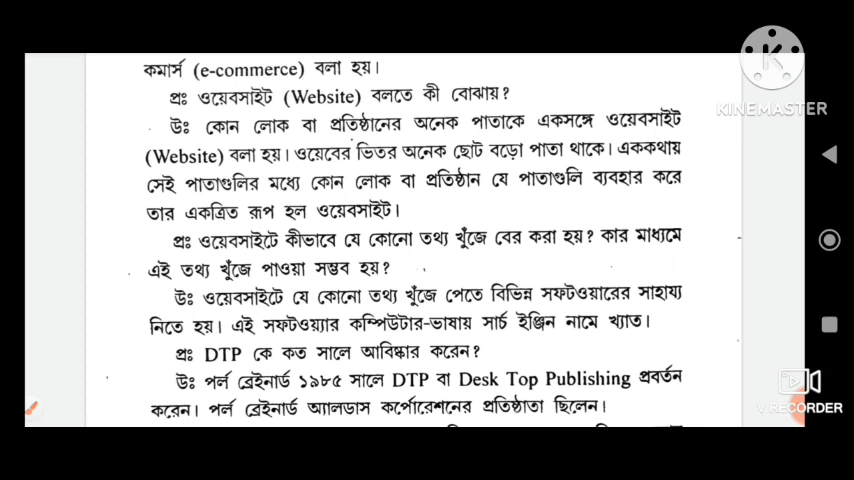 কমার্স (e-commerce) বলা হয়।
প্রঃ ওয়েবসাইট (Website) বলতে কী বোঝায়?
উঃ কোন লোক বা প্রতিষ্ঠানের অনেক পাতাকে একসঙ্গে ওয়েবসাইট
(Website) বলা হয়। ওয়েবের ভিতর অনেক ছোট বড়ো পাতা থাকে। এককথায়
সেই পাতাগুলির মধ্যে কোন লোক বা প্রতিষ্ঠান যে পাতাগুলি ব্যবহার করে
তার একত্রিত রূপ হল ওয়েবসাইট।
প্রঃ ওয়েবসাইটে কীভাবে যে কোনো তথ্য খুঁজে বের করা হয়? কার মাধ্যমে
এই তথ্য খুঁজে পাওয়া সম্ভব হয়?
উঃ ওয়েবসাইটে যে কোনো তথ্য খুঁজে পেতে বিভিন্ন সফটওয়ারের সাহায্য
নিতে হয়। এই সফটওয়্যার কম্পিউটার-ভাষায় সার্চ ইঞ্জিন নামে খ্যাত।
প্রঃ DTP কে কত সালে আবিষ্কার করেন?
উঃ পর্ল ব্রেইনার্ড ১৯৮৫ সালে DTP বা Desk Top Publishing প্রবর্তন
করেন। পর্ল ব্রেইনার্ড অ্যালডাস কর্পোরেশনের প্রতিষ্ঠাতা ছিলেন।
KINEMASTER
V RECORDER